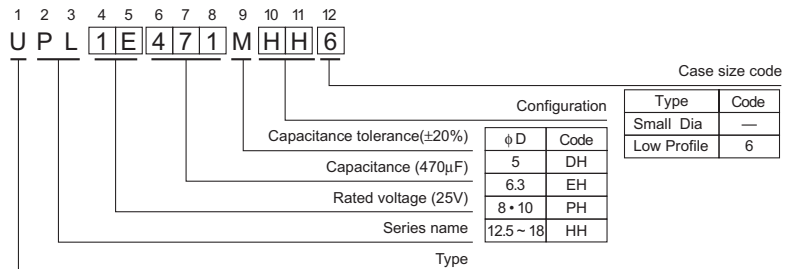 1 2 3 4 5 6 7 8 9 10 11 12
U P L 1 E 4 7 1 M H H 6
Case size code
Type Code
Small Dia —
Low Profile 6
Configuration
φD Code
5 DH
6.3 EH
8 • 10 PH
12.5 ~ 18 HH
Capacitance tolerance(±20%)
Capacitance (470μF)
Rated voltage (25V)
Series name
Type